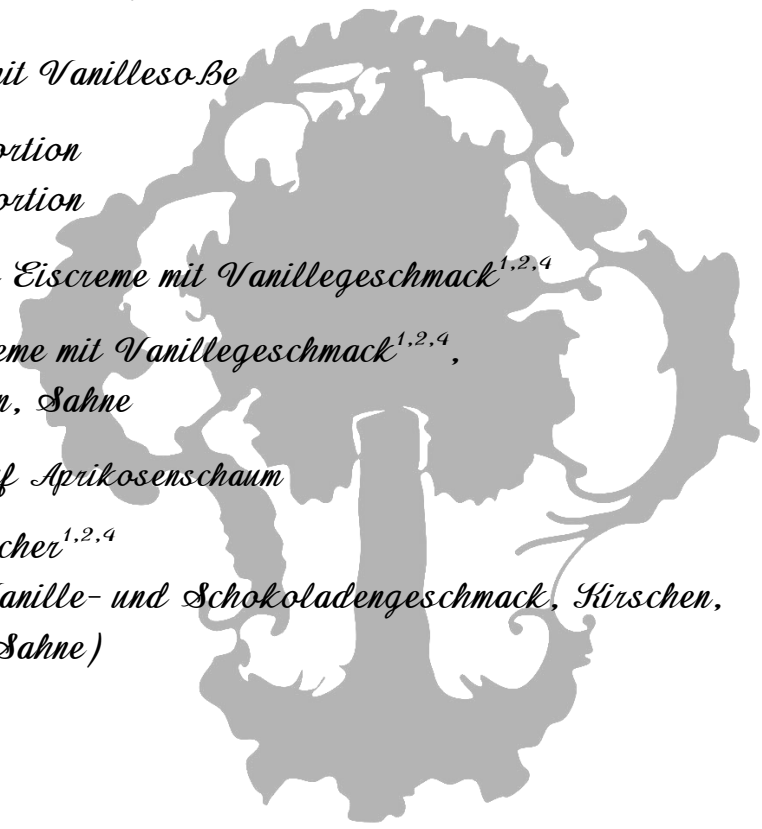 mit Vanillesoße
ortion
ortion
Eiscreme mit Vanillegeschmack1,2,4
eme mit Vanillegeschmack1,2,4,
n, Sahne
f Aprikosenschaum
cher1,2,4
Vanille- und Schokoladengeschmack, Kirschen,
Sahne)